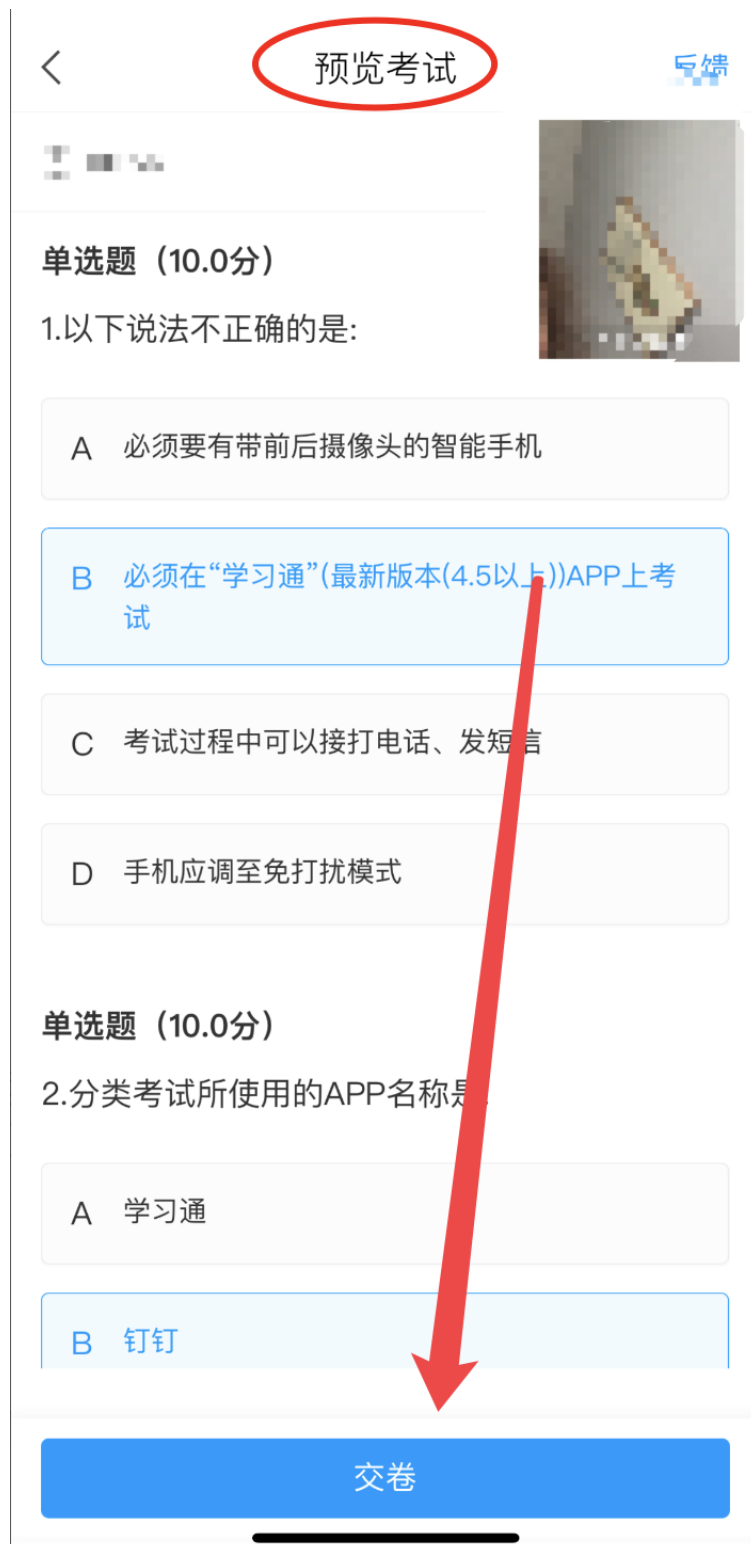 预览考试
反馈
单选题（10.0分）
1.以下说法不正确的是:
A 必须要有带前后摄像头的智能手机
B 必须在“学习通”(最新版本(4.5以上))APP上考
试
C 考试过程中可以接打电话、发短信
D 手机应调至免打扰模式
单选题（10.0分）
2.分类考试所使用的APP名称是
A 学习通
B 钉钉
交卷